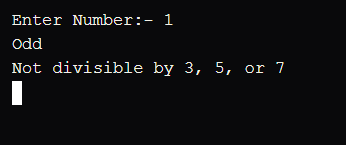 Enter Number:- 1
Odd
Not divisible by 3, 5, or 7